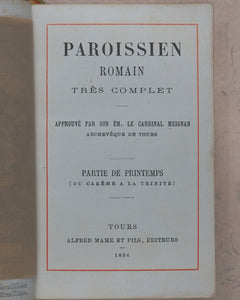 PAROISSIEN
ROMAIN
TRÈS COMPLET
APPROUVÉ PAR SON ÉM. LE CARDINAL MEIGNAN
ARCHEVÊQUE DE TOURS
PARTIE DE PRINTEMPS
(DU CARÊME A LA TRINITÉ)
TOURS
ALFRED MAME ET FILS, ÉDITEURS
1894